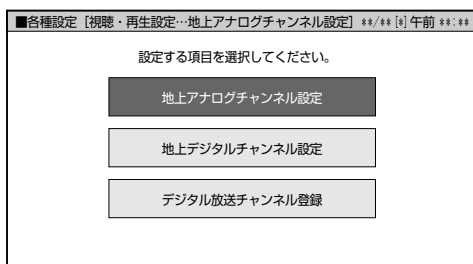 ■各種設定［視聴・再生設定…地上アナログチャンネル設定］ **/**[*]午前**:**
設定する項目を選択してください。
地上アナログチャンネル設定
地上デジタルチャンネル設定
デジタル放送チャンネル登録